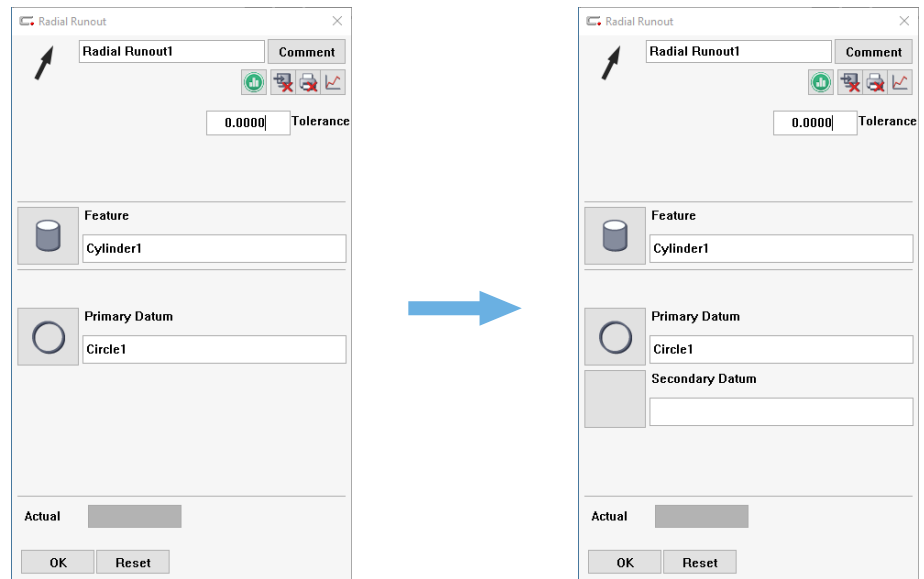 Radial Runout
Radial Runout1
Comment
0.0000
Tolerance
Feature
Cylinder1
Primary Datum
Circle1
Actual
OK
Reset
Radial Runout
Radial Runout1
Comment
0.0000
Tolerance
Feature
Cylinder1
Primary Datum
Circle1
Secondary Datum
Actual
OK
Reset